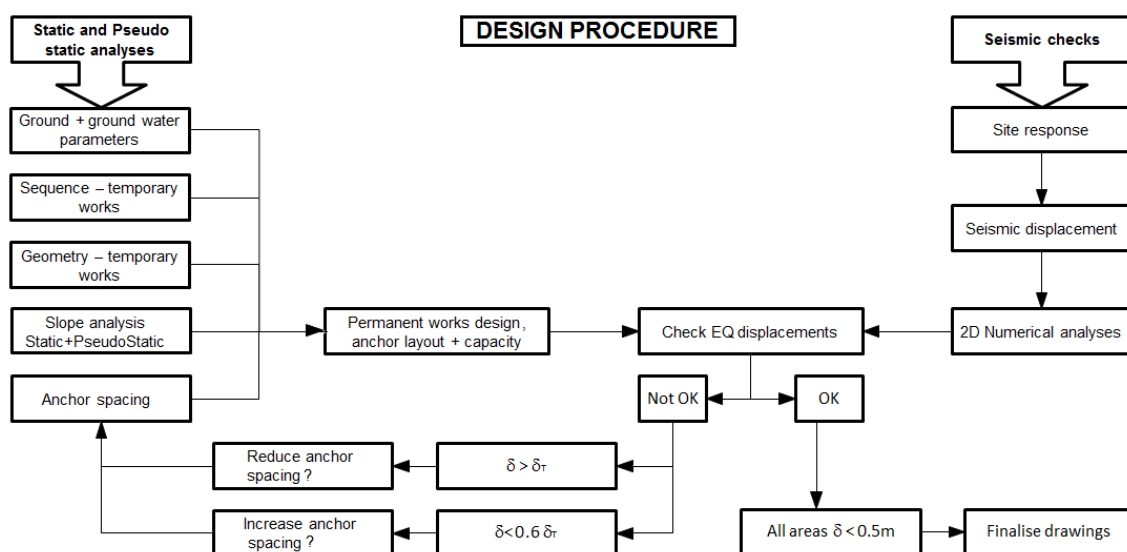 DESIGN PROCEDURE
Static and Pseudo
static analyses
Seismic checks
Ground + ground water
parameters
Site response
Sequence – temporary
works
Seismic displacement
Geometry – temporary
works
Slope analysis
Static+PseudoStatic
Permanent works design,
anchor layout + capacity
Check EQ displacements
2D Numerical analyses
Anchor spacing
Not OK
OK
Reduce anchor
spacing ?
δ > δT
Increase anchor
spacing ?
δ<0.6 δT
All areas δ <0.5m
Finalise drawings